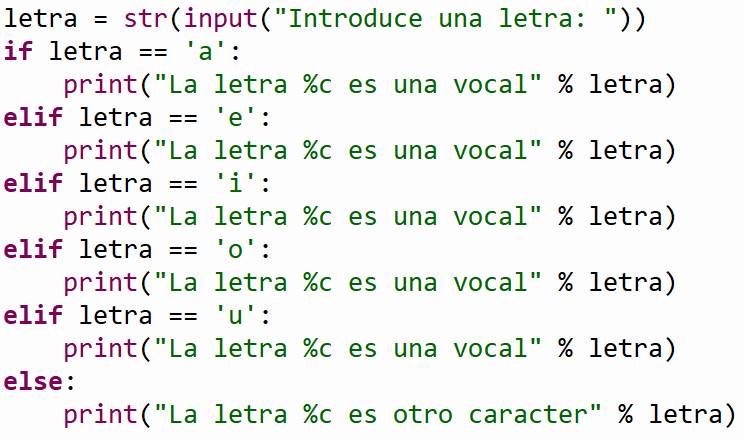 letra = str(input("Introduce una letra: "))
if letra == 'a':
    print("La letra %c es una vocal" % letra)
elif letra == 'e':
    print("La letra %c es una vocal" % letra)
elif letra == 'i':
    print("La letra %c es una vocal" % letra)
elif letra == 'o':
    print("La letra %c es una vocal" % letra)
elif letra == 'u':
    print("La letra %c es una vocal" % letra)
else:
    print("La letra %c es otro caracter" % letra)